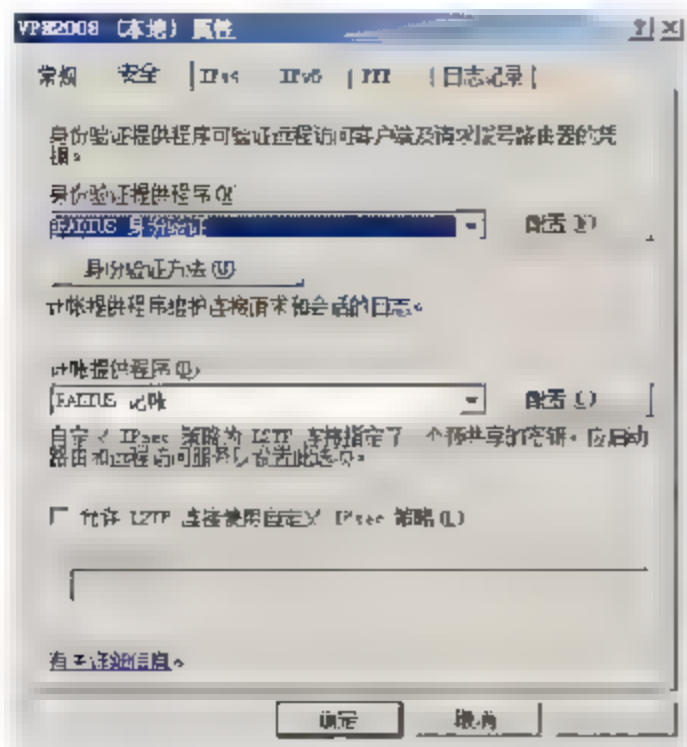 VPN2008 (本地) 属性
常规 安全 IPv4 IPv6 PPP 日志记录
身份验证提供程序可验证远程访问客户端及请求拨号路由器的凭
据。
身份验证提供程序(A)
RADIUS 身份验证 配置
身份验证方法(U)
计帐提供程序维护连接请求和会话的日志。
计帐提供程序
RADIUS 记帐 配置
自定义 IPsec 策略为 L2TP 连接指定了一个预共享的密钥。应启动
路由和远程访问服务以设置此选项。
允许 L2TP 连接使用自定义 IPsec 策略(L)
有关详细信息。
确定 取消